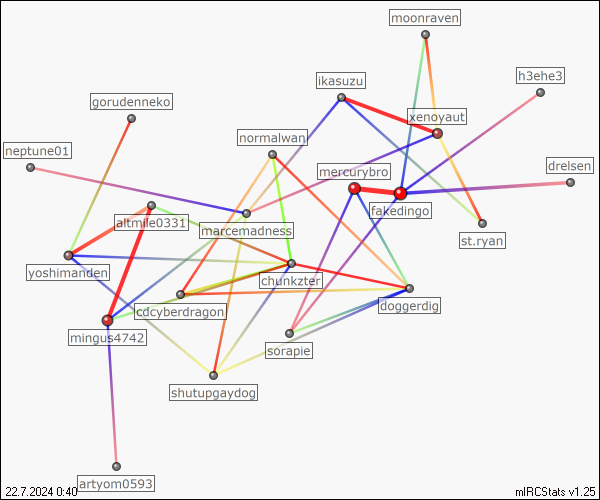 moonraven
ikasuzu
h3ehe3
gorudenneko
xenoyaut
normalwan
neptune01
mercurybro
drelsen
fakedingo
altmile0331
marcemadness
st.ryan
yoshimaiden
chunkzter
cdcyberdragon
doggerdig
mingus4742
sorapie
shutupgaydog
artyom0593
22.7.2024 0:40
mIRCStats v1.25